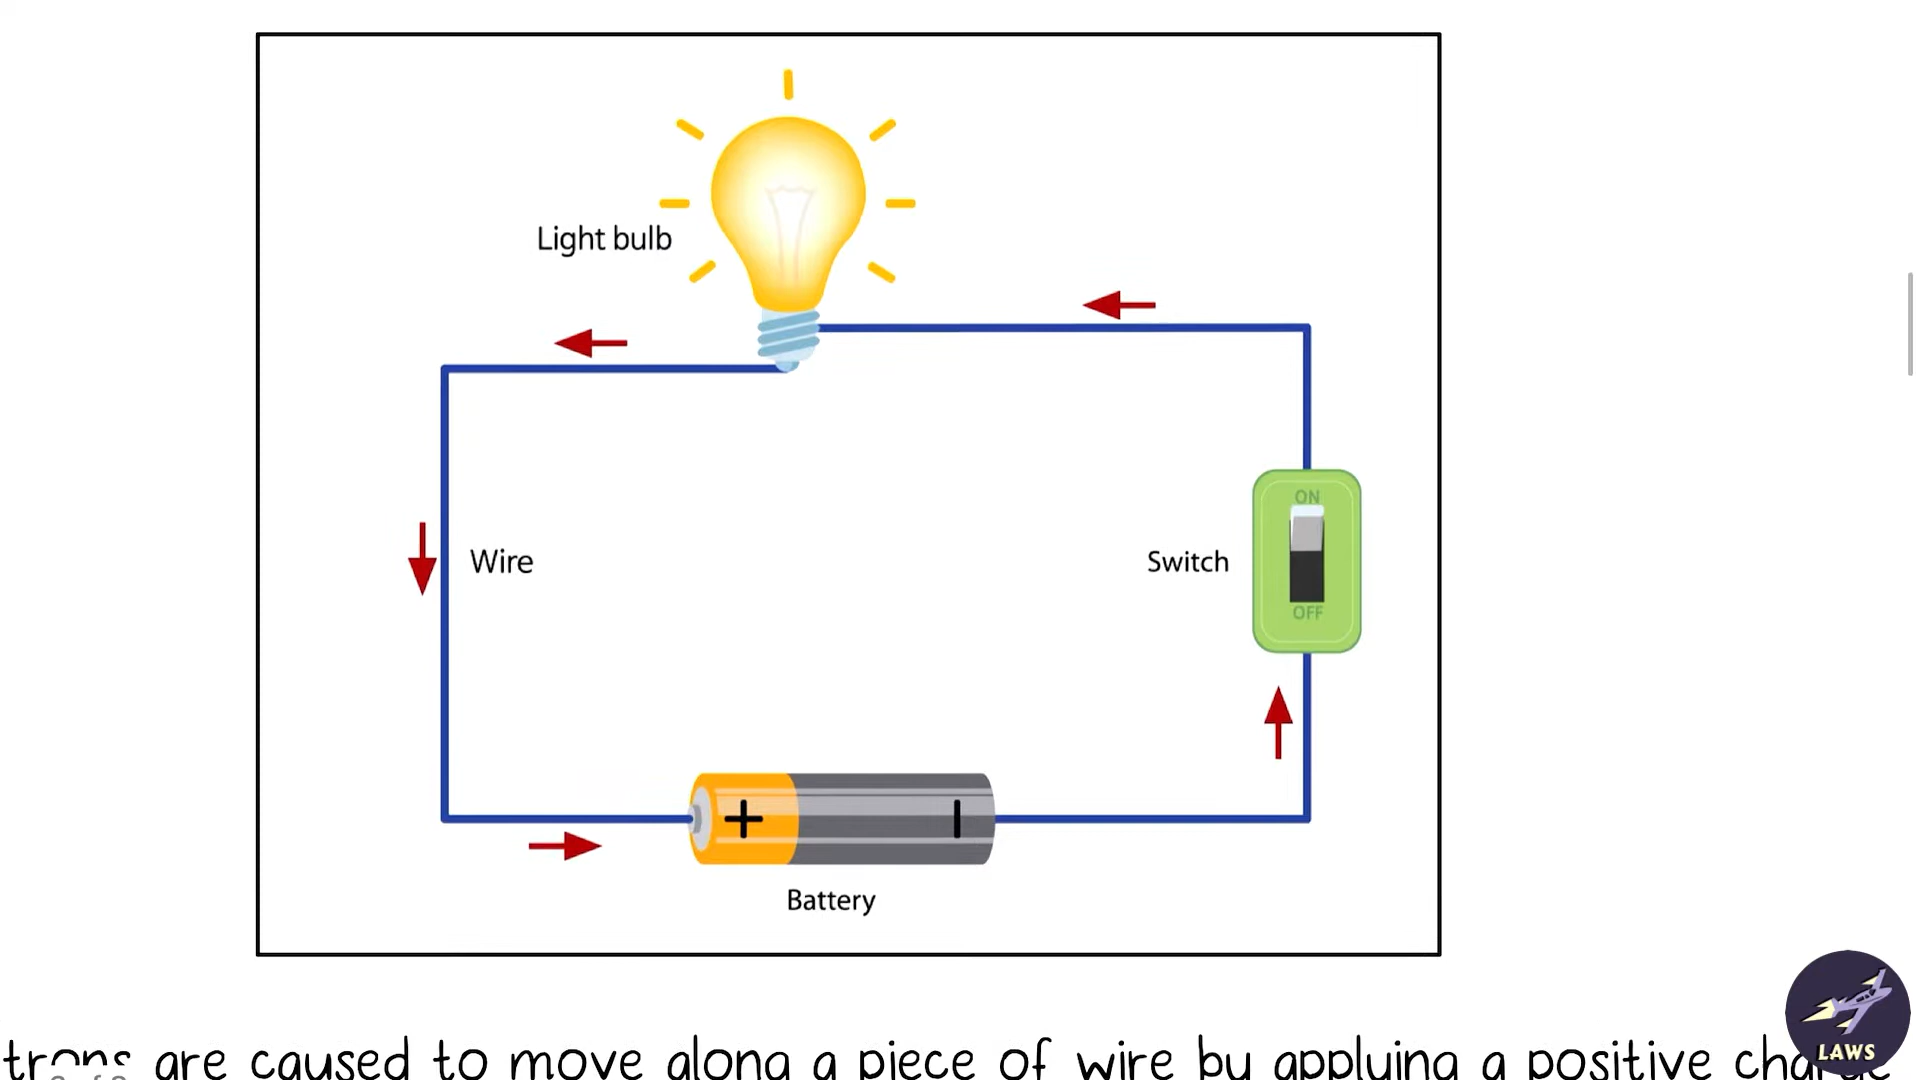 Light bulb
ON
Wire
Switch
OFF
+
Battery
are caused to move along a piece of wire by applying a positive
LAWS